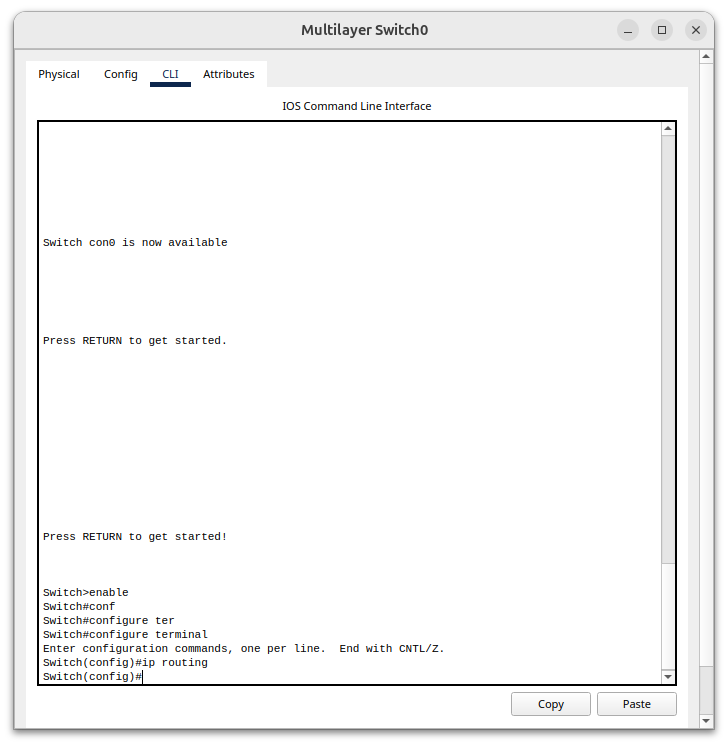 Multilayer Switch0
Physical Config CLI Attributes
IOS Command Line Interface
Switch con0 is now available
Press RETURN to get started.
Press RETURN to get started!
Switch>enable
Switch#conf
Switch#configure ter
Switch#configure terminal
Enter configuration commands, one per line.  End with CNTL/Z.
Switch(config)#ip routing
Switch(config)#
Copy Paste